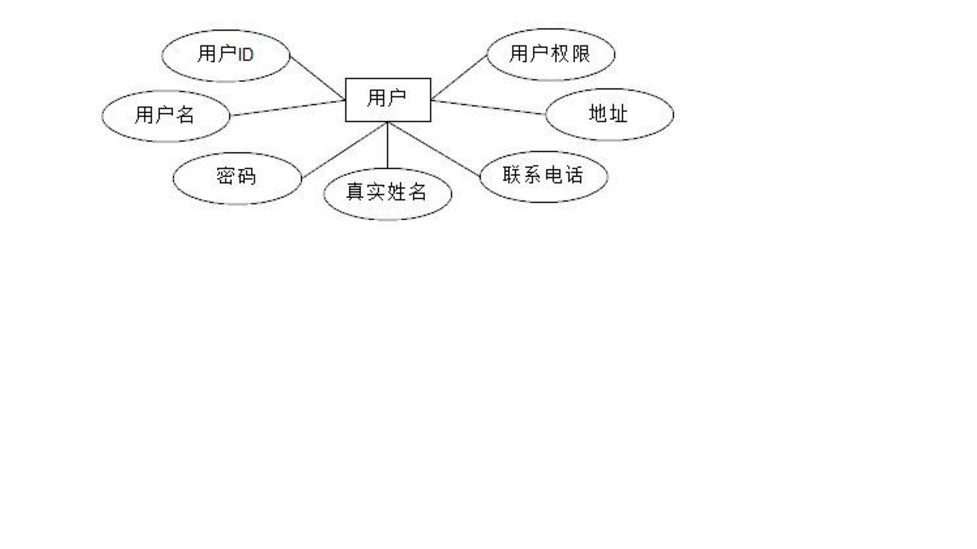 用户ID
用户权限
用户
用户名
地址
密码
真实姓名
联系电话